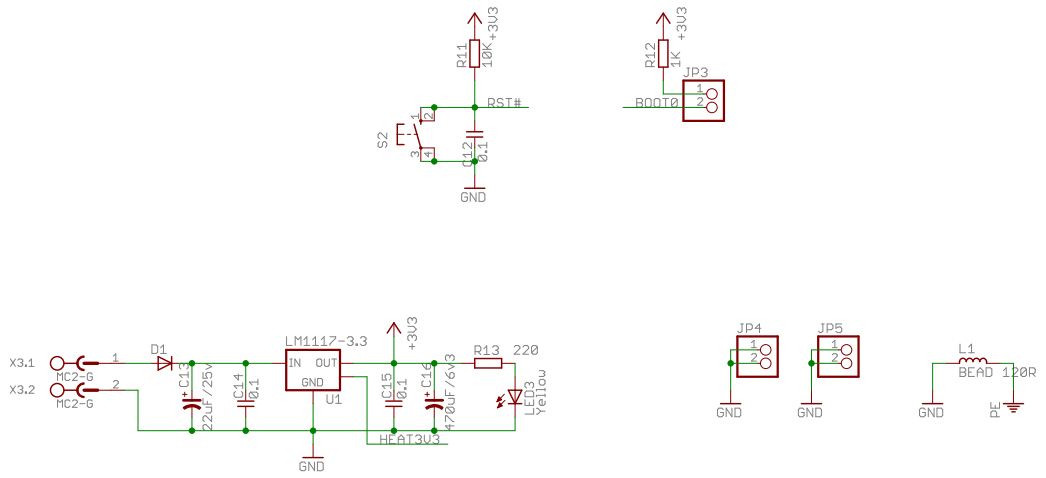 +3V3
R11
10K
RST#
S2
1
2
3
4
C12
0.1
GND
+3V3
R12
1K
JP3
1
2
BOOT0
X3.1
MC2-G
1
X3.2
MC2-G
2
D1
C13
22uF/25v
C14
0.1
LM1117-3.3
IN
OUT
GND
U1
+3V3
C15
0.1
C16
470uF/6v3
HEAT3V3
GND
R13
220
LED3
Yellow
JP4
1
2
GND
JP5
1
2
GND
L1
BEAD 120R
GND
PE